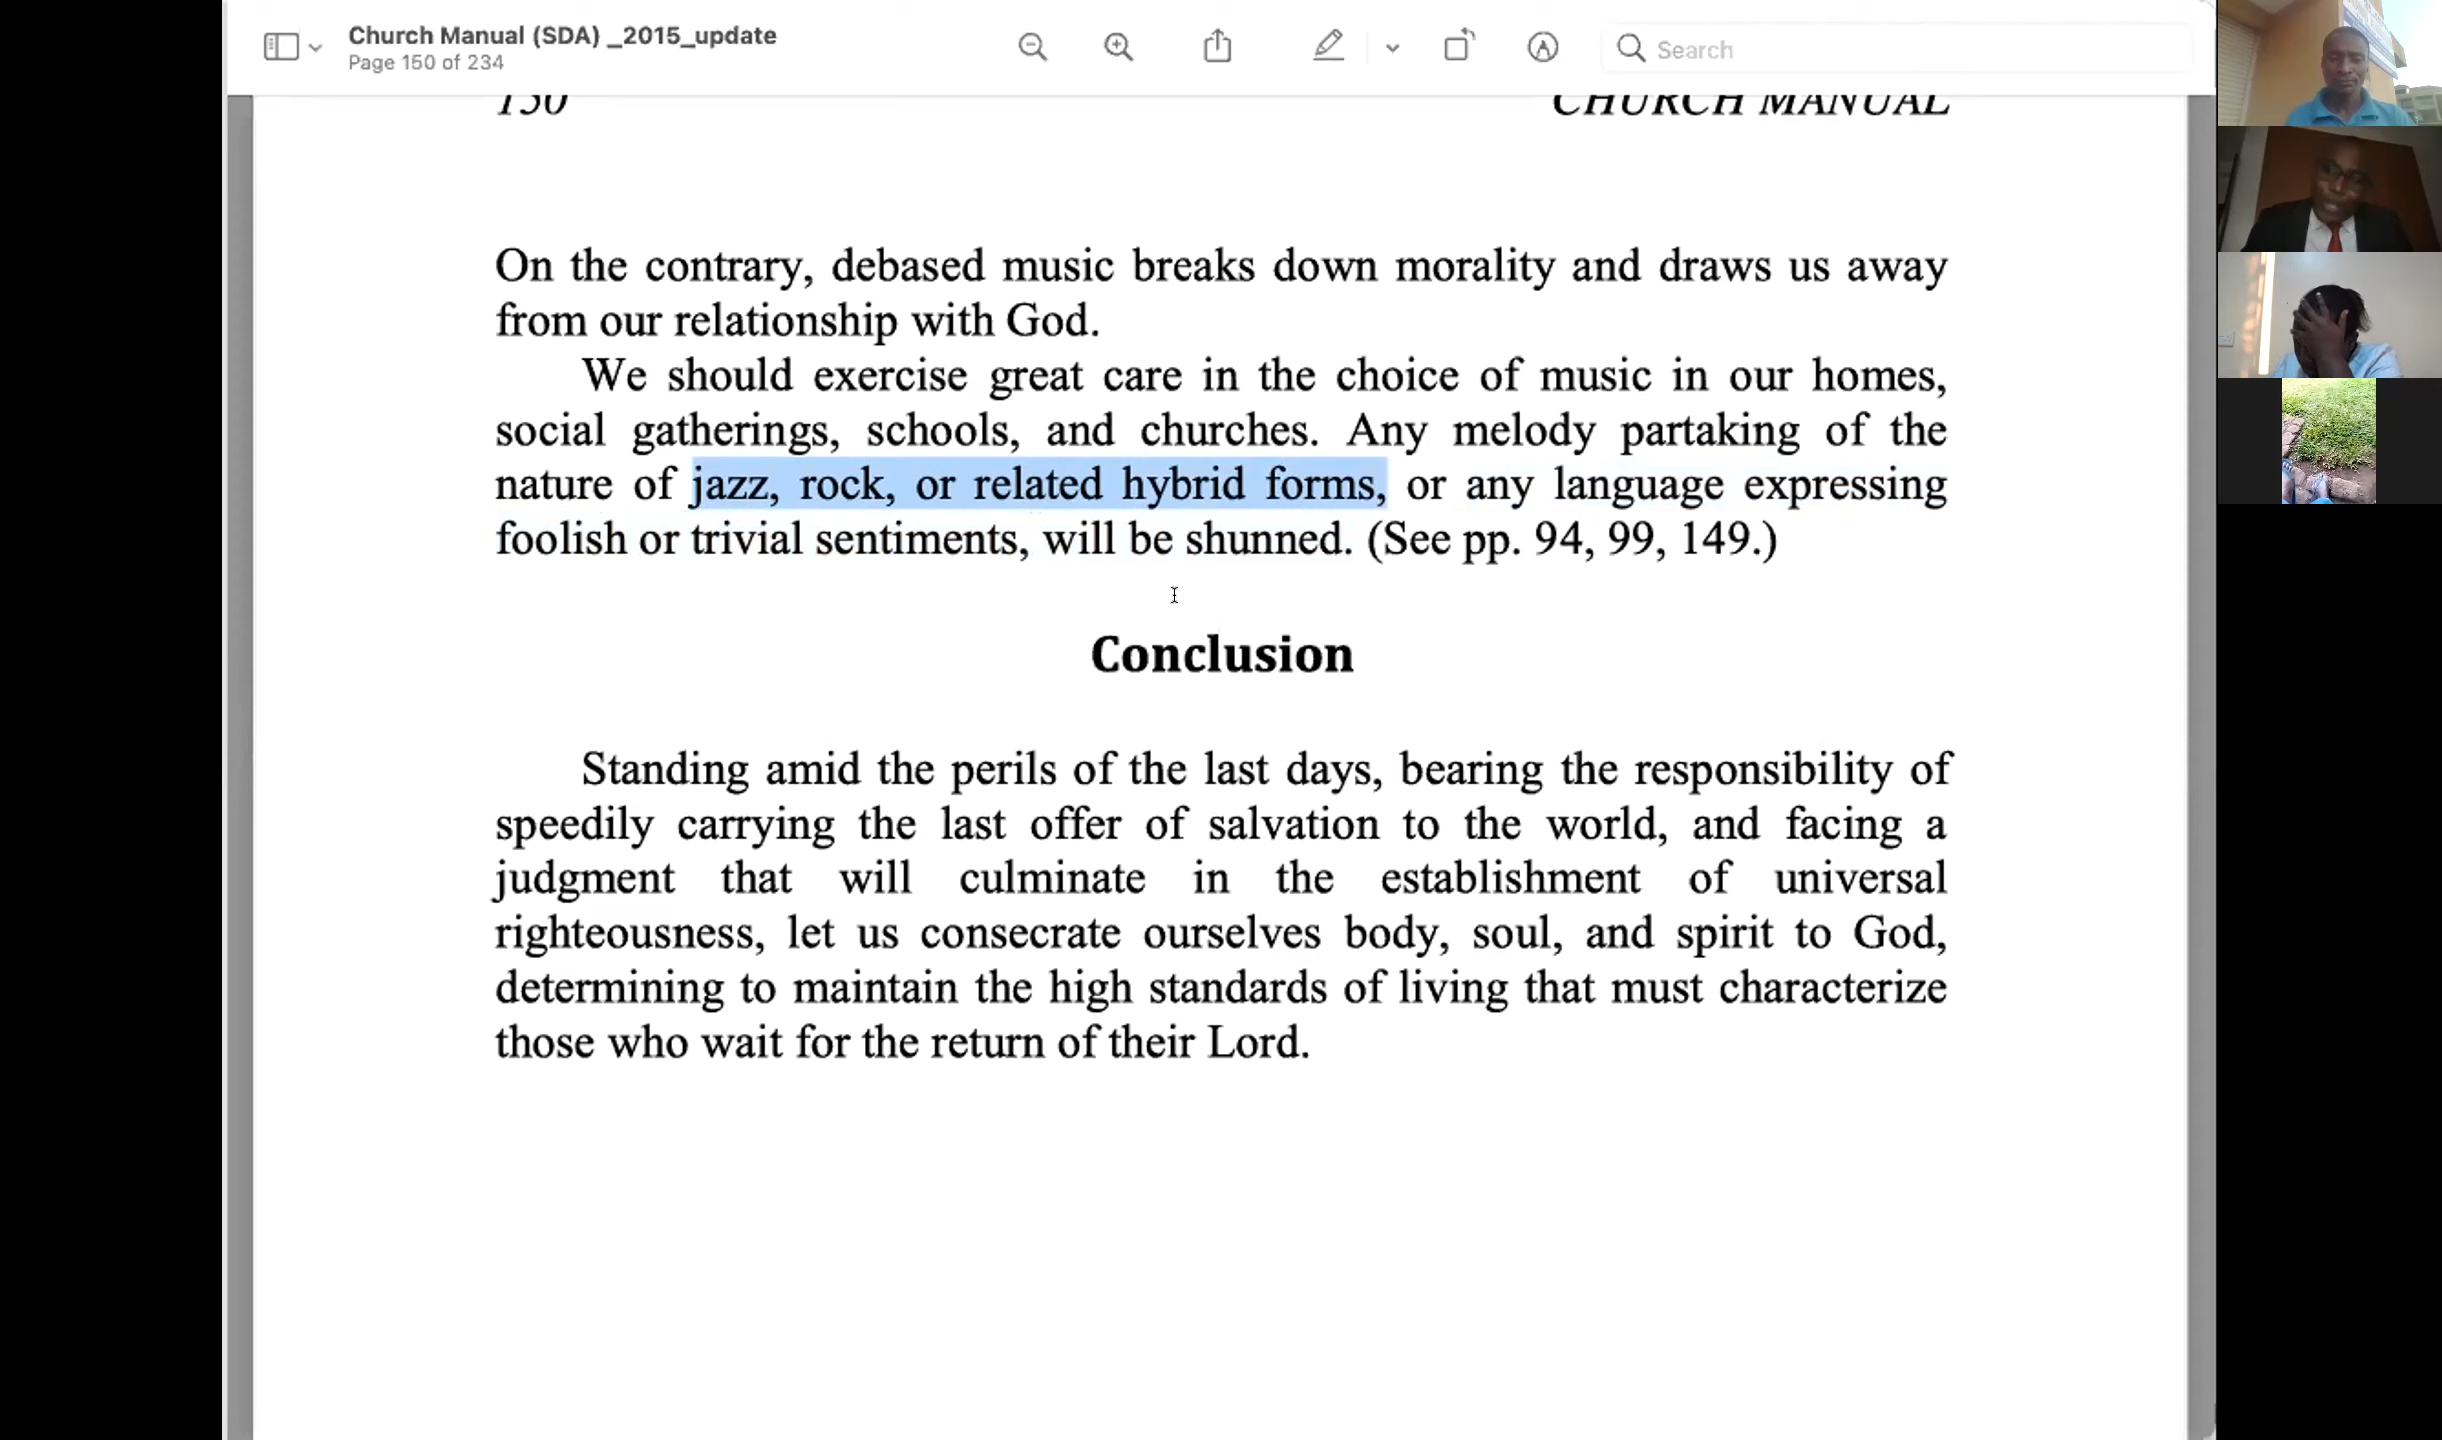 Church Manual (SDA) _2015_update
Page 150 of 234
Search
150 CHURCH MANUAL
On the contrary, debased music breaks down morality and draws us away
from our relationship with God.
We should exercise great care in the choice of music in our homes,
social gatherings, schools, and churches. Any melody partaking of the
nature of jazz, rock, or related hybrid forms, or any language expressing
foolish or trivial sentiments, will be shunned. (See pp. 94, 99, 149.)
Conclusion
Standing amid the perils of the last days, bearing the responsibility of
speedily carrying the last offer of salvation to the world, and facing a
judgment that will culminate in the establishment of universal
righteousness, let us consecrate ourselves body, soul, and spirit to God,
determining to maintain the high standards of living that must characterize
those who wait for the return of their Lord.